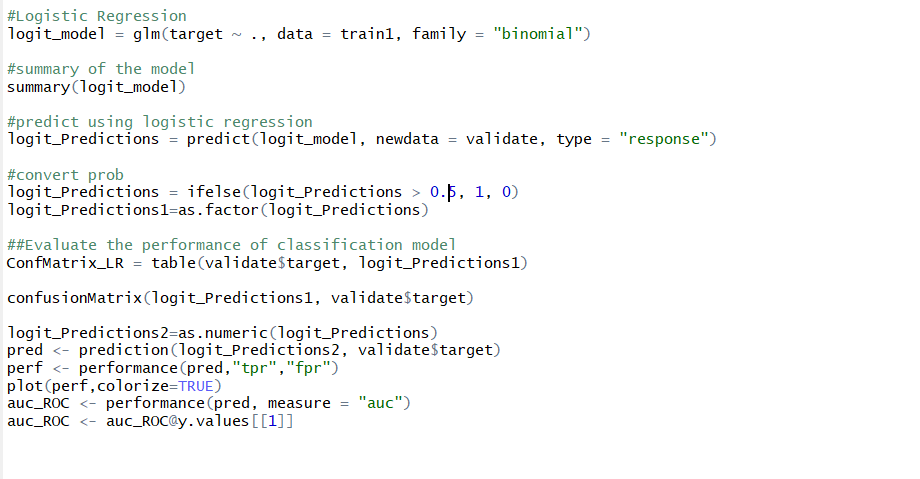 #Logistic Regression
logit_model = glm(target ~ ., data = train1, family = "binomial")
#summary of the model
summary(logit_model)
#predict using logistic regression
logit_Predictions = predict(logit_model, newdata = validate, type = "response")
#convert prob
logit_Predictions = ifelse(logit_Predictions > 0.5, 1, 0)
logit_Predictions1=as.factor(logit_Predictions)
##Evaluate the performance of classification model
ConfMatrix_LR = table(validate$target, logit_Predictions1)
confusionMatrix(logit_Predictions1, validate$target)
logit_Predictions2=as.numeric(logit_Predictions)
pred <- prediction(logit_Predictions2, validate$target)
perf <- performance(pred,"tpr","fpr")
plot(perf,colorize=TRUE)
auc_ROC <- performance(pred, measure = "auc")
auc_ROC <- auc_ROC@y.values[[1]]